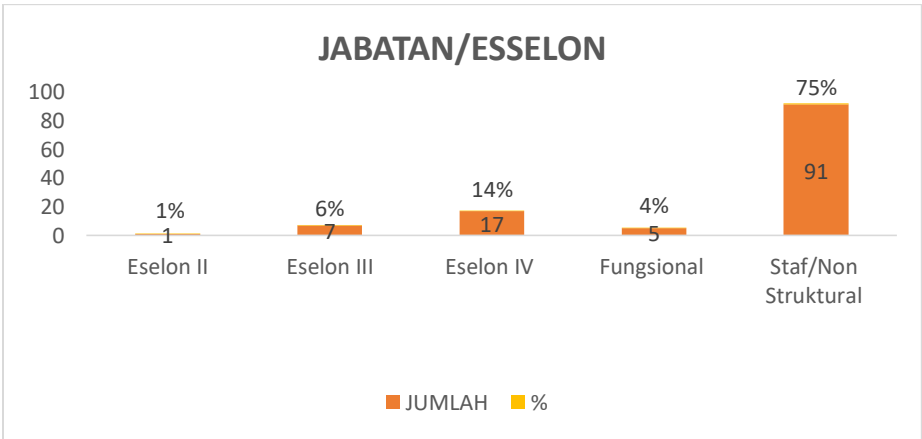 JABATAN/ESSELON
100
80
60
40
20
0
1%
6%
14%
4%
75%
1
7
17
5
91
Eselon II
Eselon III
Eselon IV
Fungsional
Staf/Non
Struktural
JUMLAH
%